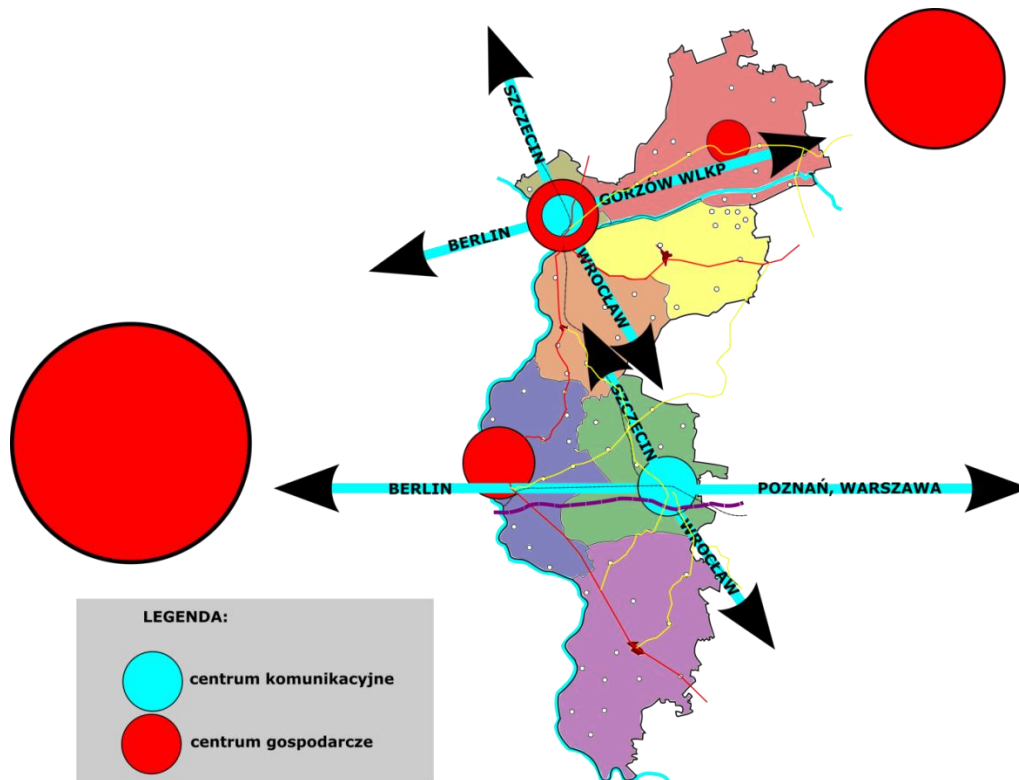 SZCZECIN
GORZÓW WLKP
BERLIN
WROCŁAW
SZCZECIN
BERLIN
POZNAŃ, WARSZAWA
WROCŁAW
LEGENDA:
centrum komunikacyjne
centrum gospodarcze